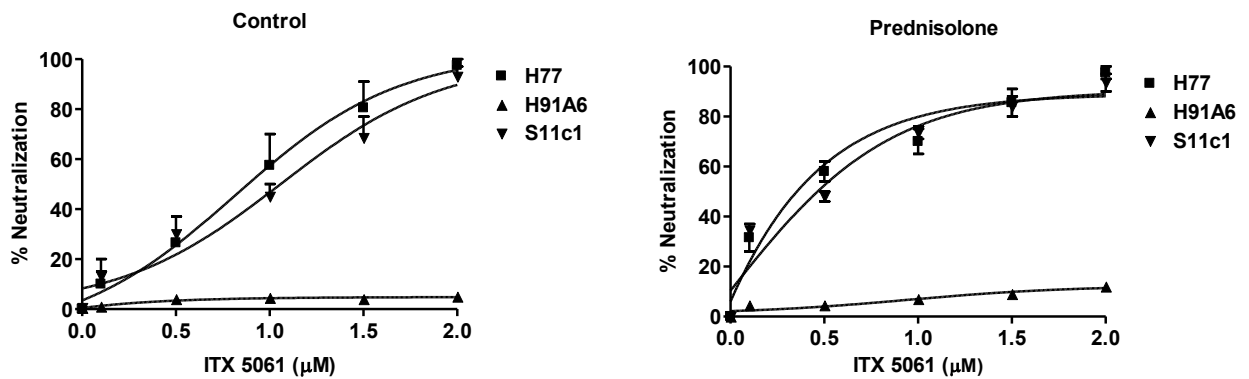 Control
% Neutralization
100
80
60
40
20
0
0.0 0.5 1.0 1.5 2.0
ITX 5061 (μM)
H77
H91A6
S11c1
Prednisolone
% Neutralization
100
80
60
40
20
0
0.0 0.5 1.0 1.5 2.0
ITX 5061 (μM)
H77
H91A6
S11c1